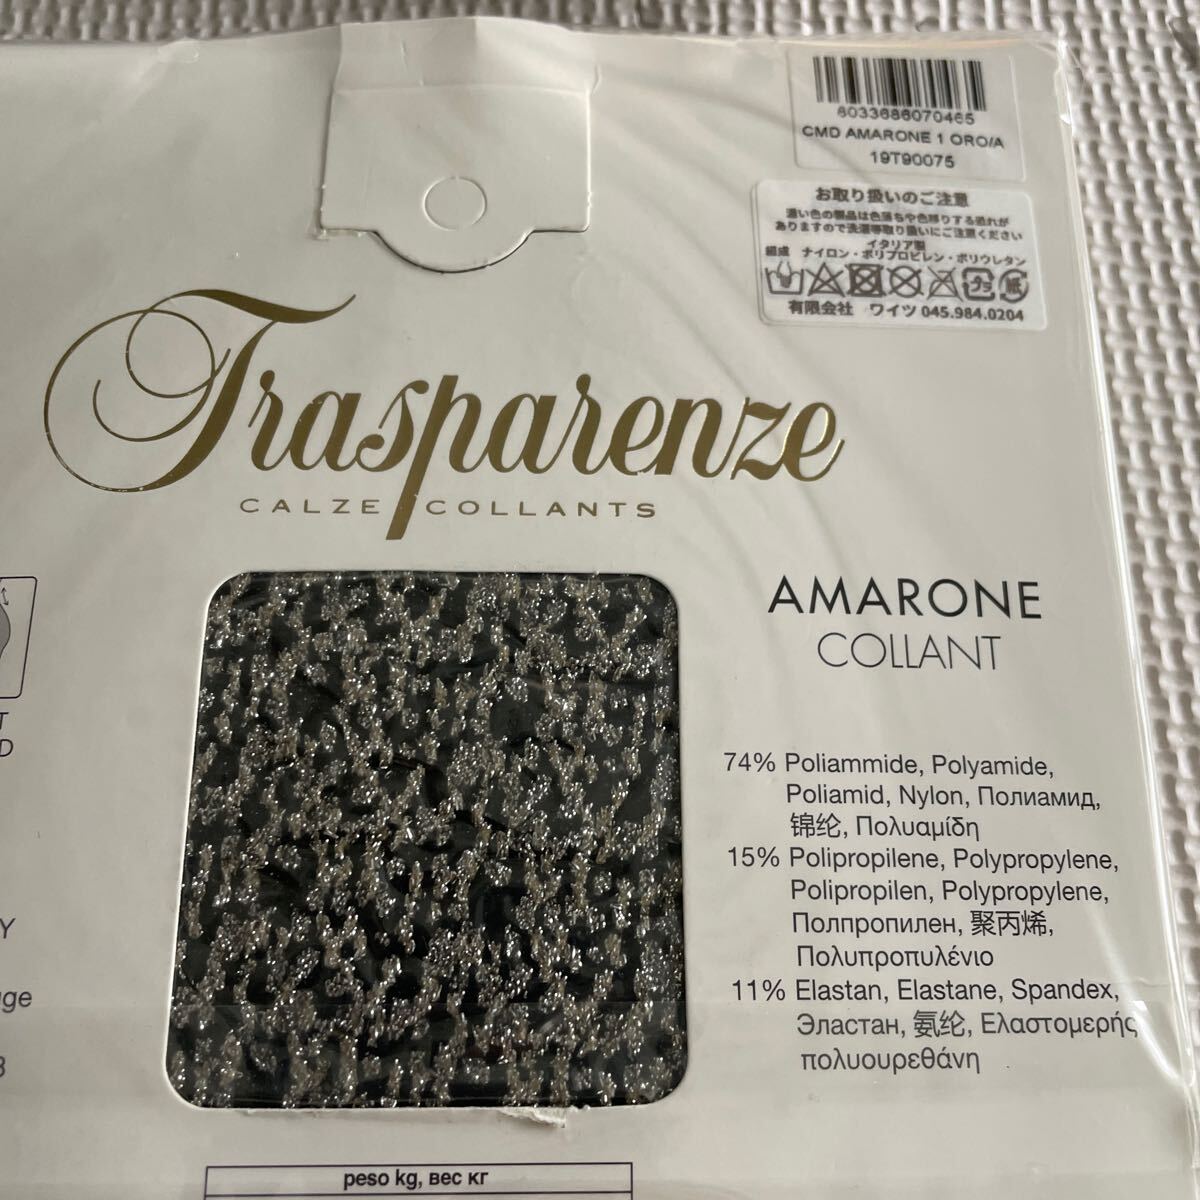 6033686070465
CMD AMARONE 1 ORO/A
19T90075
お取り扱いのご注意
濃い色の製品は色落ちや色移りする恐れが
ありますので洗濯等取り扱いにご注意ください
イタリア製
組成 ナイロン・ポリプロピレン・ポリウレタン
有限会社 ワイツ 045.984.0204
Trasparenze
CALZE COLLANTS
AMARONE
COLLANT
74% Poliammide, Polyamide,
Poliamid, Nylon, Полиамид,
锦纶, Πολυαμίδη
15% Polipropilene, Polypropylene,
Polipropilen, Polypropylene,
Полпропилен, 聚丙烯,
Πολυπροπυλένιο
11% Elastan, Elastane, Spandex,
Эластан, 氨纶, Ελαστομερής
πολυουρεθάνη
T
D
Y
ge
3
peso kg, вес кг